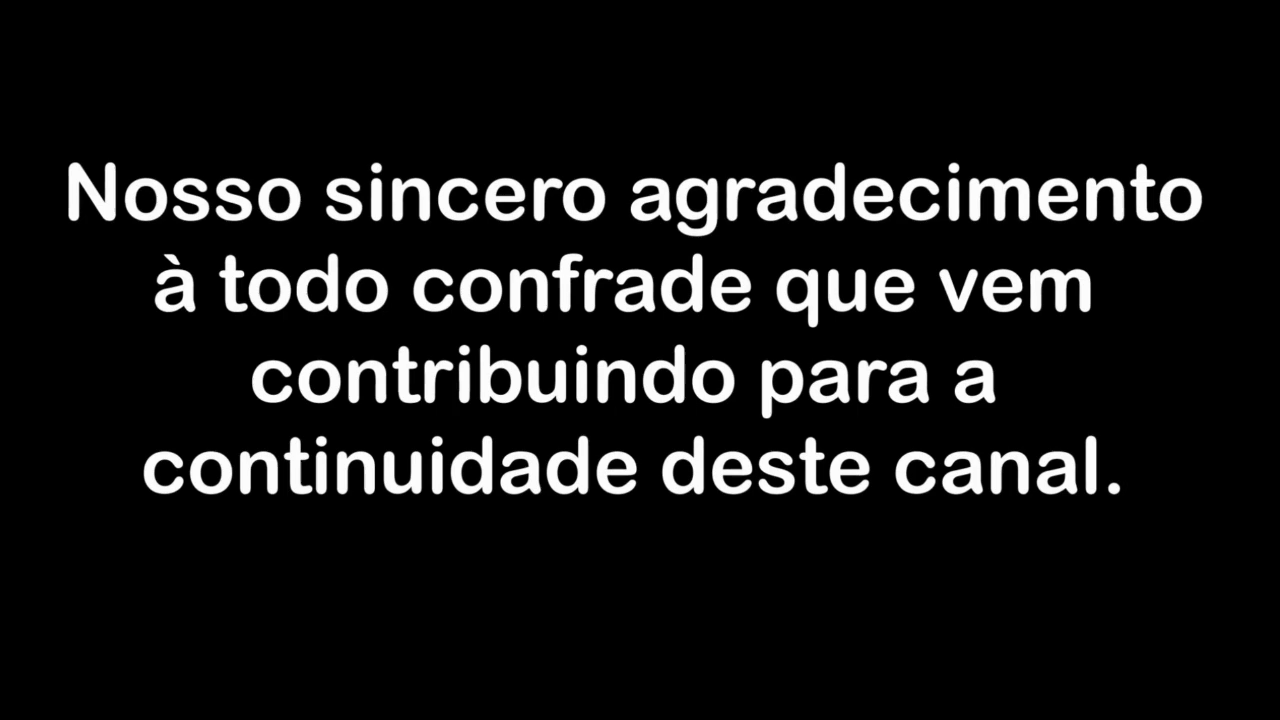 Nosso sincero agradecimento
à todo confrade que vem
contribuindo para a
continuidade deste canal.